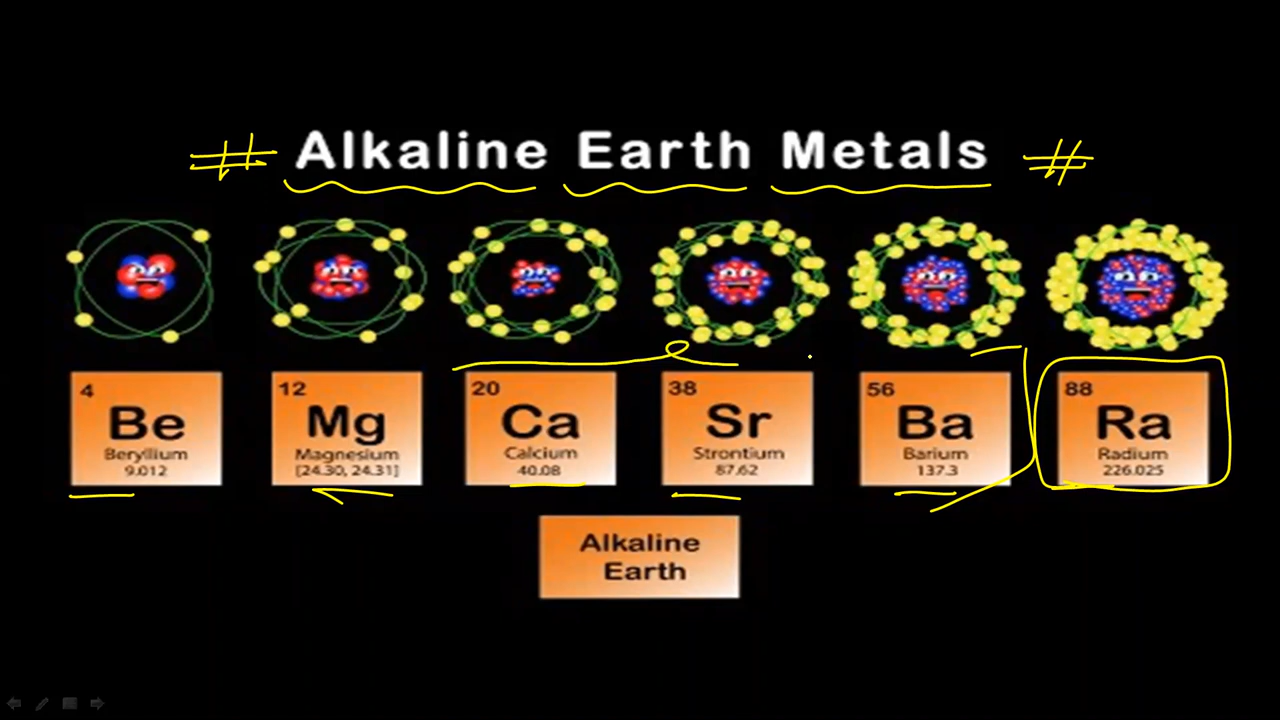 # Alkaline Earth Metals #
4 12 20 38 56 88
Be Mg Ca Sr Ba Ra
Beryllium Magnesium Calcium Strontium Barium Radium
9.012 [24.30, 24.31] 40.08 87.62 137.3 226.025
Alkaline
Earth